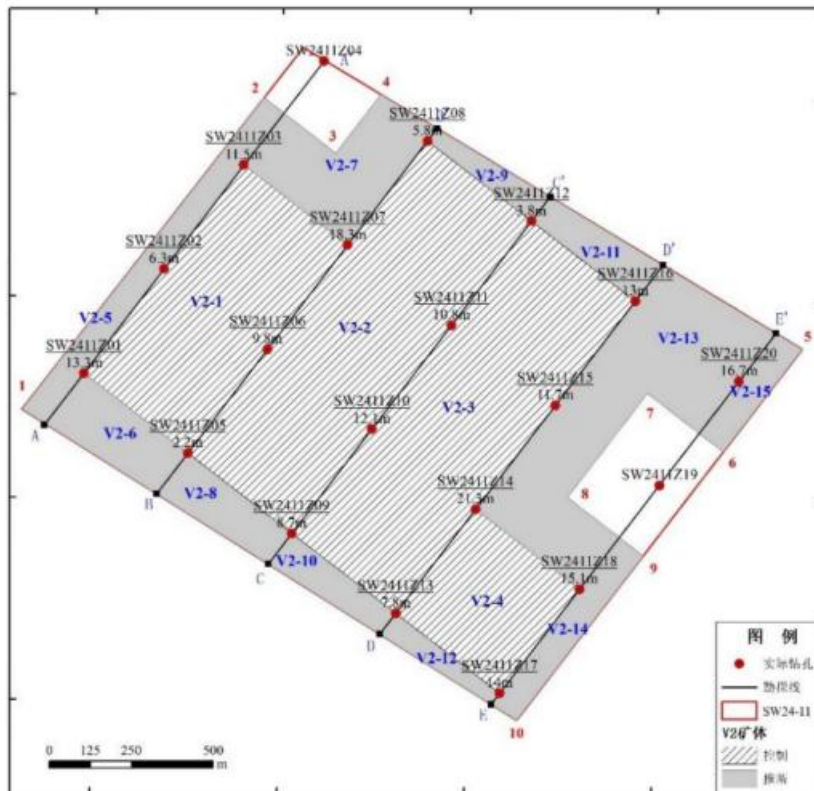 SW2411Z04
A'
2
4
SW2411Z08
5.8m
3
SW2411Z03
11.5m
V2-7
V2-9
C'
SW2411Z12
3.8m
SW2411Z07
18.3m
V2-11
D'
SW2411Z02
6.3m
SW2411Z16
13m
V2-1
SW2411Z11
10.8m
V2-5
SW2411Z06
9.8m
V2-2
V2-13
E'
5
SW2411Z01
13.3m
SW2411Z20
16.7m
V2-15
SW2411Z15
11.7m
1
A
SW2411Z10
12.1m
V2-3
7
V2-6
SW2411Z05
2.2m
6
B
V2-8
SW2411Z14
21.3m
8
SW2411Z19
SW2411Z09
V2-10
9
C
SW2411Z18
15.1m
V2-4
SW2411Z13
7.8m
V2-14
D
V2-12
SW2411Z17
14m
E
10
图 例
实际钻孔
勘探线
SW24-11
V2矿体
控制
推断
0 125 250 500
m